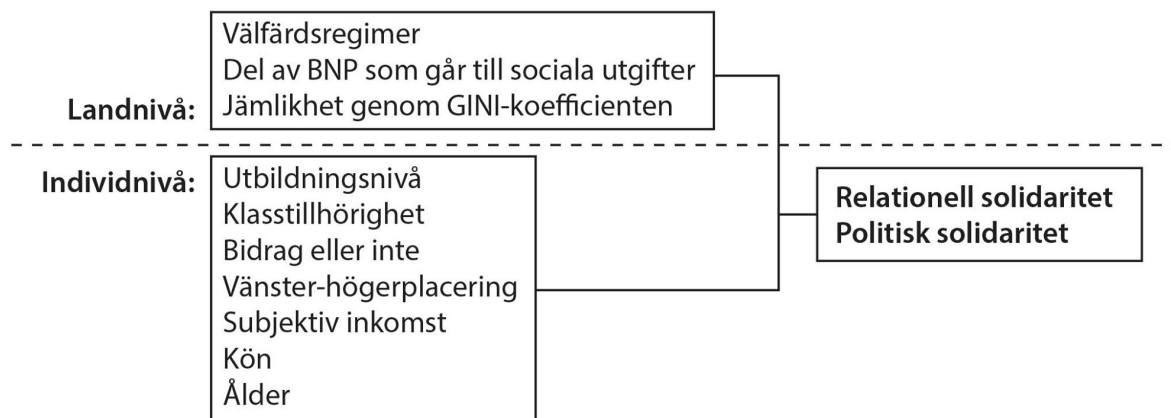 Välfärdsregimer
Del av BNP som går till sociala utgifter
Landnivå: Jämlikhet genom GINI-koefficienten
Individnivå: Utbildningsnivå
Klasstillhörighet
Bidrag eller inte
Vänster-högerplacering
Subjektiv inkomst
Kön
Ålder
Relationell solidaritet
Politisk solidaritet